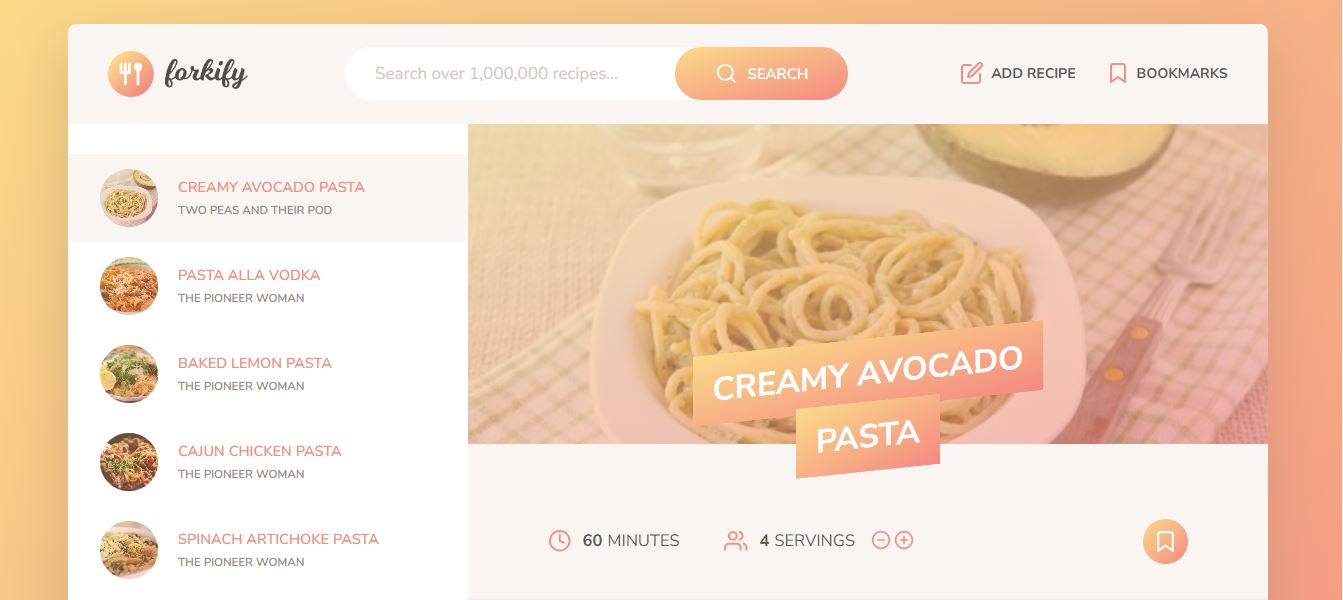 forkify
Search over 1,000,000 recipes...
SEARCH
ADD RECIPE
BOOKMARKS
CREAMY AVOCADO PASTA
TWO PEAS AND THEIR POD
PASTA ALLA VODKA
THE PIONEER WOMAN
BAKED LEMON PASTA
THE PIONEER WOMAN
CAJUN CHICKEN PASTA
THE PIONEER WOMAN
SPINACH ARTICHOKE PASTA
THE PIONEER WOMAN
CREAMY AVOCADO
PASTA
60 MINUTES
4 SERVINGS